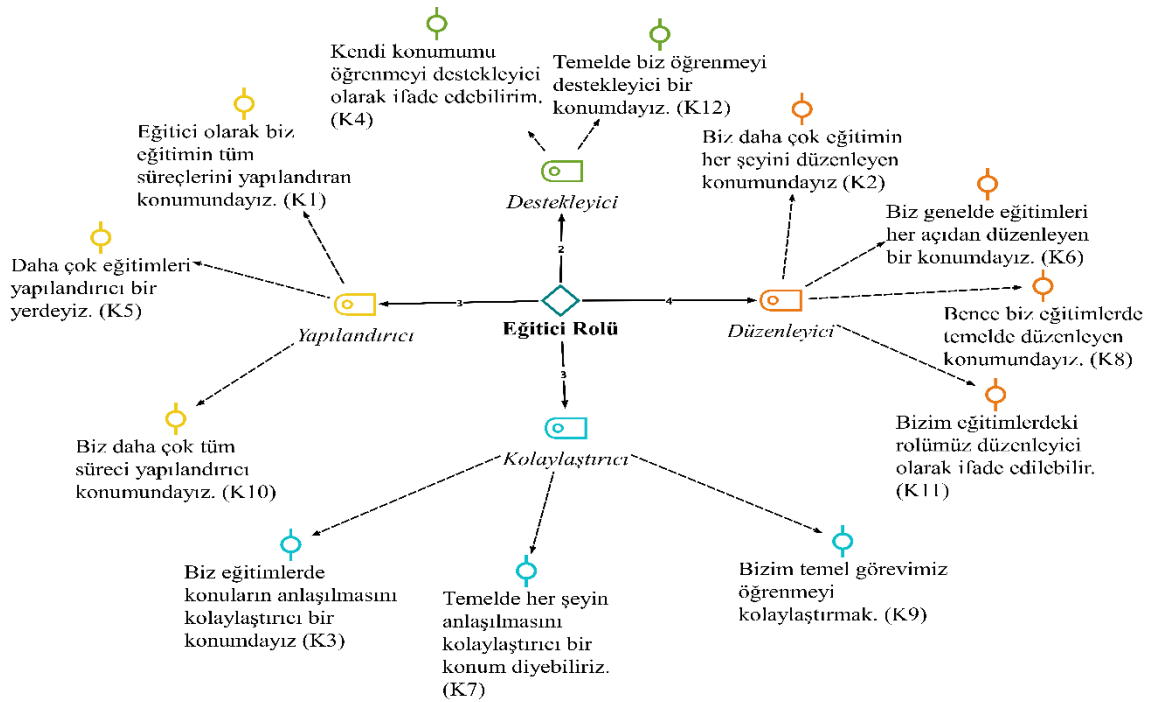 Kendi konumumu
öğrenmeyi destekleyici
olarak ifade edebilirim.
(K4)
Temelde biz öğrenmeyi
destekleyici bir
konumdayız. (K12)
Eğitici olarak biz
eğitimin tüm
süreçlerini yapılandıran
konumundayız. (K1)
Biz daha çok eğitimin
her şeyini düzenleyen
konumundayız (K2)
Destekleyici
2
Biz genelde eğitimleri
her açıdan düzenleyen
bir konumdayız. (K6)
Daha çok eğitimleri
yapılandırıcı bir
yerdeyiz. (K5)
3
4
Yapılandırıcı
Eğitici Rolü
Düzenleyici
Bence biz eğitimlerde
temelde düzenleyen
konumundayız. (K8)
3
Biz daha çok tüm
süreci yapılandırıcı
konumundayız. (K10)
Kolaylaştırıcı
Bizim eğitimlerdeki
rolümüz düzenleyici
olarak ifade edilebilir.
(K11)
Biz eğitimlerde
konuların anlaşılmasını
kolaylaştırıcı bir
konumdayız (K3)
Temelde her şeyin
anlaşılmasını
kolaylaştırıcı bir
konum diyebiliriz.
(K7)
Bizim temel görevimiz
öğrenmeyi
kolaylaştırmak. (K9)